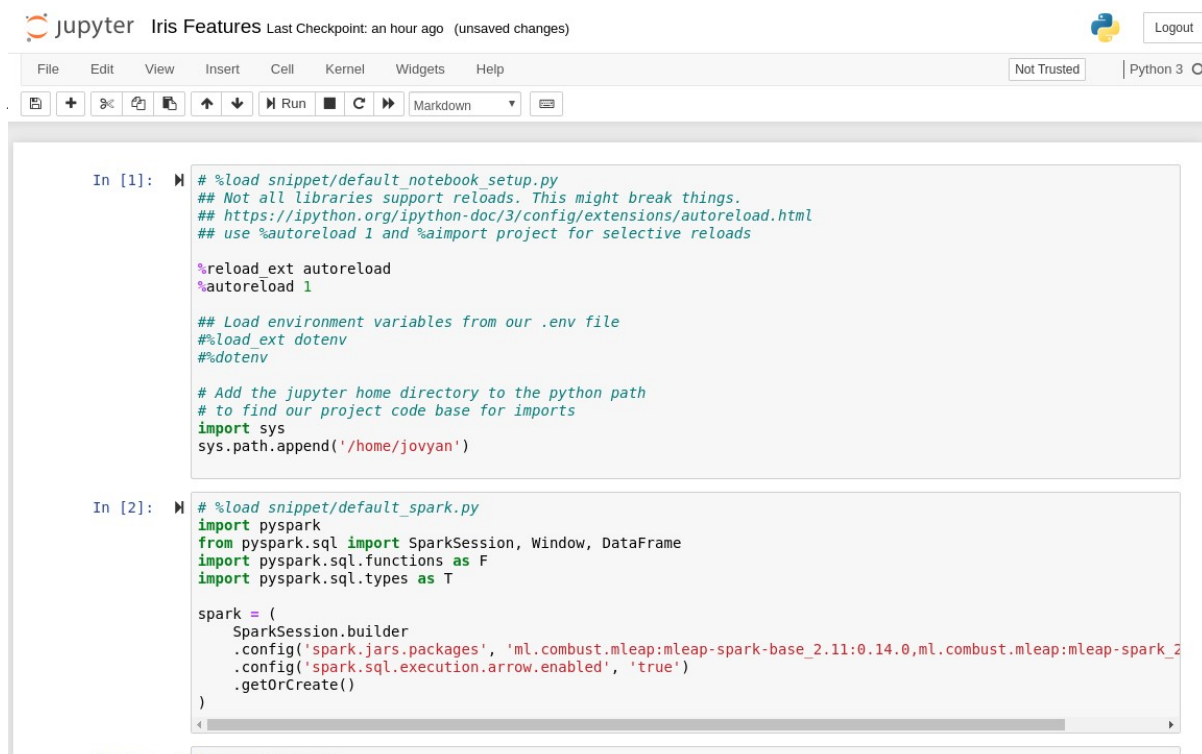 jupyter Iris Features Last Checkpoint: an hour ago (unsaved changes) Logout
File Edit View Insert Cell Kernel Widgets Help Not Trusted Python 3
Run Markdown
In [1]: # %load snippet/default_notebook_setup.py
## Not all libraries support reloads. This might break things.
## https://ipython.org/ipython-doc/3/config/extensions/autoreload.html
## use %autoreload 1 and %aimport project for selective reloads
%reload_ext autoreload
%autoreload 1
## Load environment variables from our .env file
#%load_ext dotenv
#%dotenv
# Add the jupyter home directory to the python path
# to find our project code base for imports
import sys
sys.path.append('/home/jovyan')
In [2]: # %load snippet/default_spark.py
import pyspark
from pyspark.sql import SparkSession, Window, DataFrame
import pyspark.sql.functions as F
import pyspark.sql.types as T
spark = (
    SparkSession.builder
    .config('spark.jars.packages', 'ml.combust.mleap:mleap-spark-base_2.11:0.14.0,ml.combust.mleap:mleap-spark_2
    .config('spark.sql.execution.arrow.enabled', 'true')
    .getOrCreate()
)